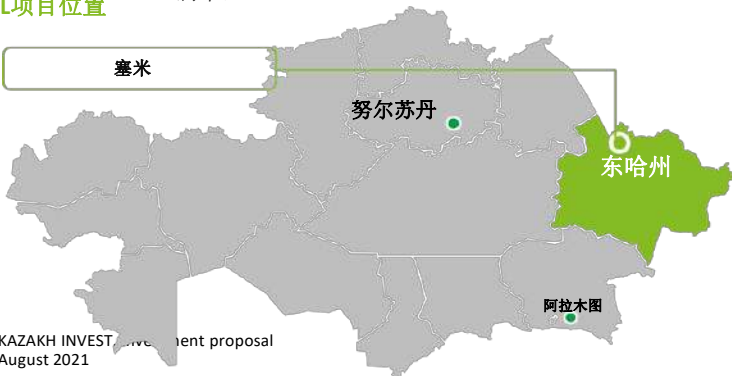 L项目位置
塞米
努尔苏丹
东哈州
阿拉木图
KAZAKH INVEST ent proposal
August 2021